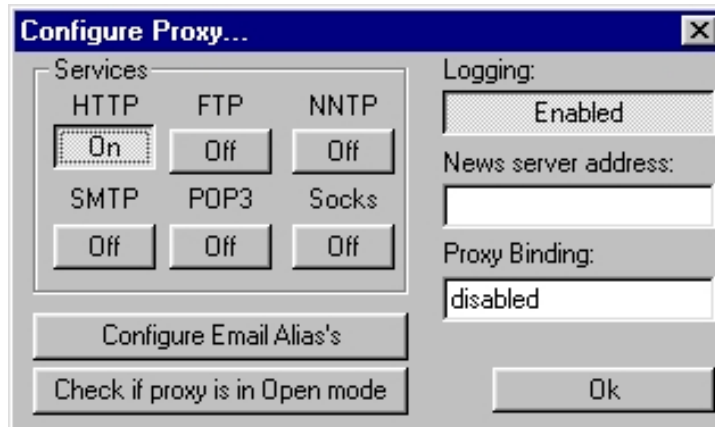 Configure Proxy...
Services
HTTP FTP NNTP
On Off Off
SMTP POP3 Socks
Off Off Off
Configure Email Alias's
Check if proxy is in Open mode
Logging:
Enabled
News server address:
Proxy Binding:
disabled
Ok